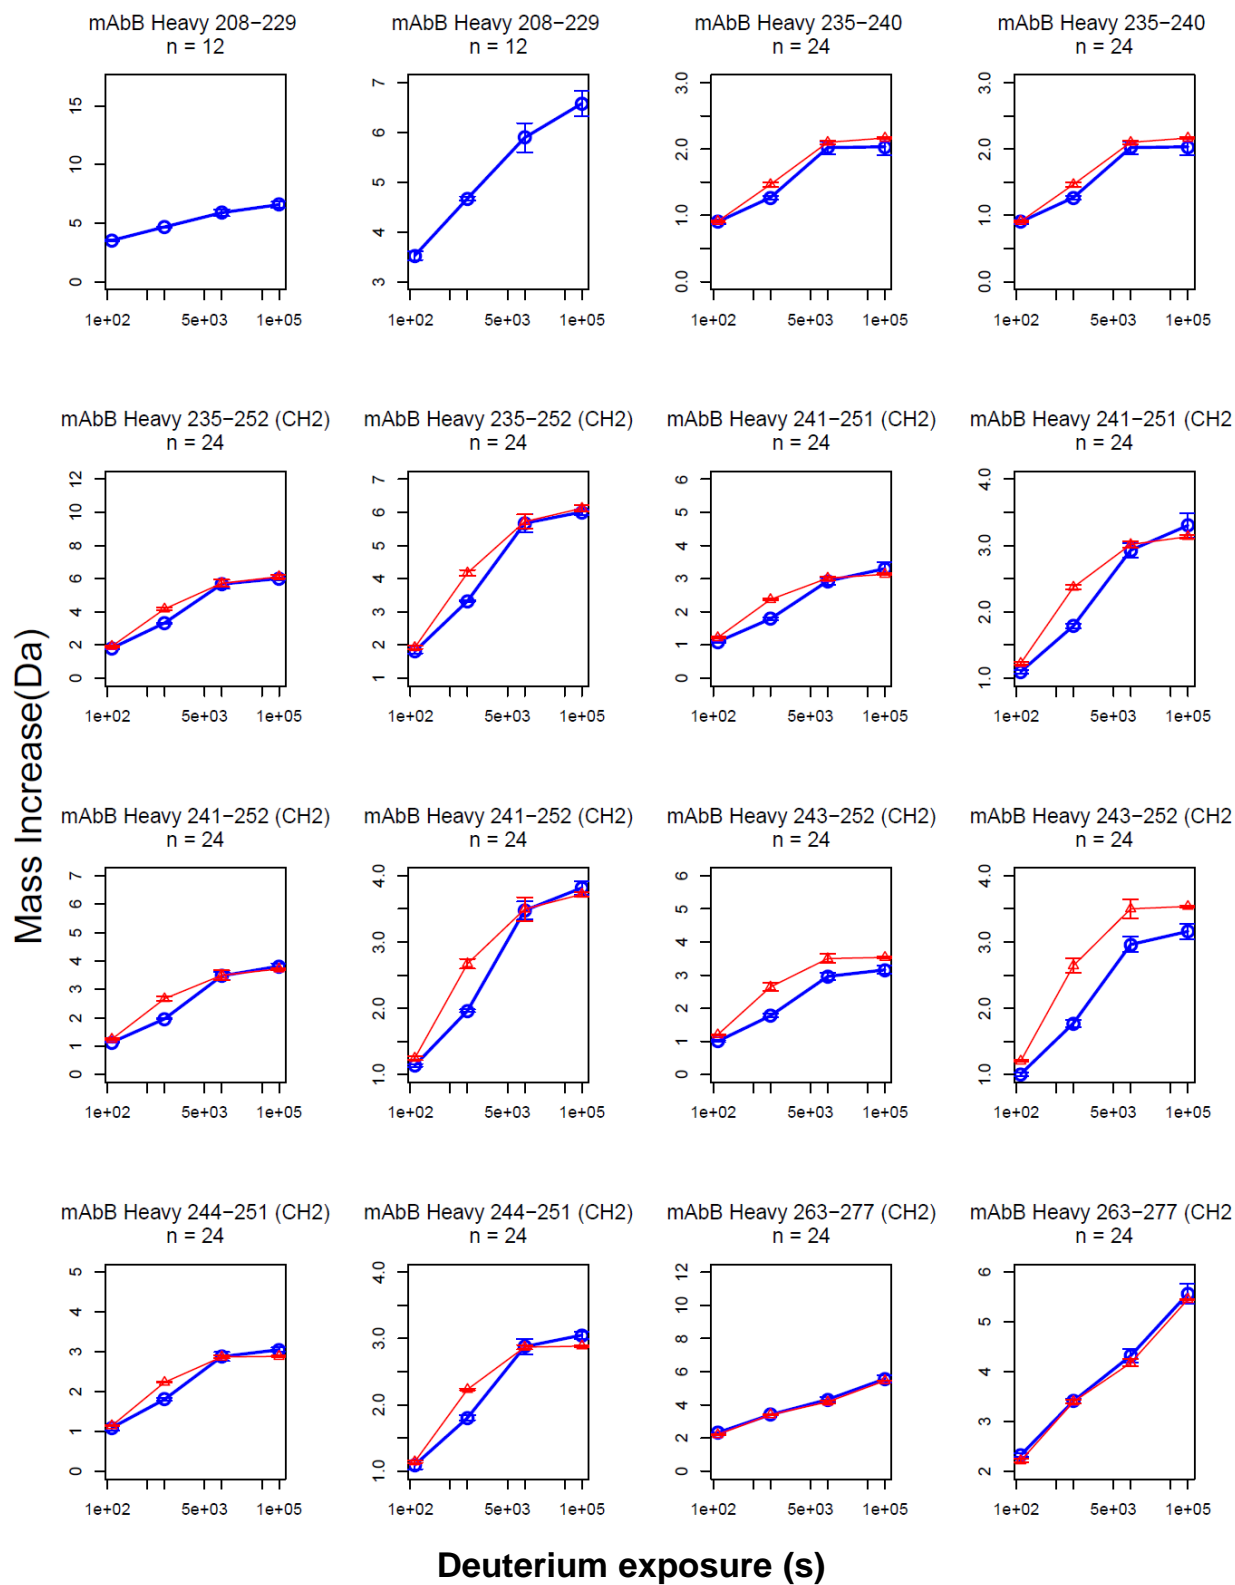 mAbB Heavy 208−229
n = 12
mAbB Heavy 208−229
n = 12
mAbB Heavy 235−240
n = 24
mAbB Heavy 235−240
n = 24
15
10
5
0
7
6
5
4
3
3.0
2.0
1.0
0.0
3.0
2.0
1.0
0.0
1e+02 5e+03 1e+05
1e+02 5e+03 1e+05
1e+02 5e+03 1e+05
1e+02 5e+03 1e+05
mAbB Heavy 235−252 (CH2)
n = 24
mAbB Heavy 235−252 (CH2)
n = 24
mAbB Heavy 241−251 (CH2)
n = 24
mAbB Heavy 241−251 (CH2
n = 24
12
10
8
6
4
2
0
7
6
5
4
3
2
1
6
5
4
3
2
1
0
4.0
3.0
2.0
1.0
1e+02 5e+03 1e+05
1e+02 5e+03 1e+05
1e+02 5e+03 1e+05
1e+02 5e+03 1e+05
Mass Increase(Da)
mAbB Heavy 241−252 (CH2)
n = 24
mAbB Heavy 241−252 (CH2)
n = 24
mAbB Heavy 243−252 (CH2)
n = 24
mAbB Heavy 243−252 (CH2
n = 24
7
6
5
4
3
2
1
0
4.0
3.0
2.0
1.0
6
5
4
3
2
1
0
4.0
3.0
2.0
1.0
1e+02 5e+03 1e+05
1e+02 5e+03 1e+05
1e+02 5e+03 1e+05
1e+02 5e+03 1e+05
mAbB Heavy 244−251 (CH2)
n = 24
mAbB Heavy 244−251 (CH2)
n = 24
mAbB Heavy 263−277 (CH2)
n = 24
mAbB Heavy 263−277 (CH2
n = 24
5
4
3
2
1
0
4.0
3.0
2.0
1.0
12
10
8
6
4
2
0
6
5
4
3
2
1e+02 5e+03 1e+05
1e+02 5e+03 1e+05
1e+02 5e+03 1e+05
1e+02 5e+03 1e+05
Deuterium exposure (s)